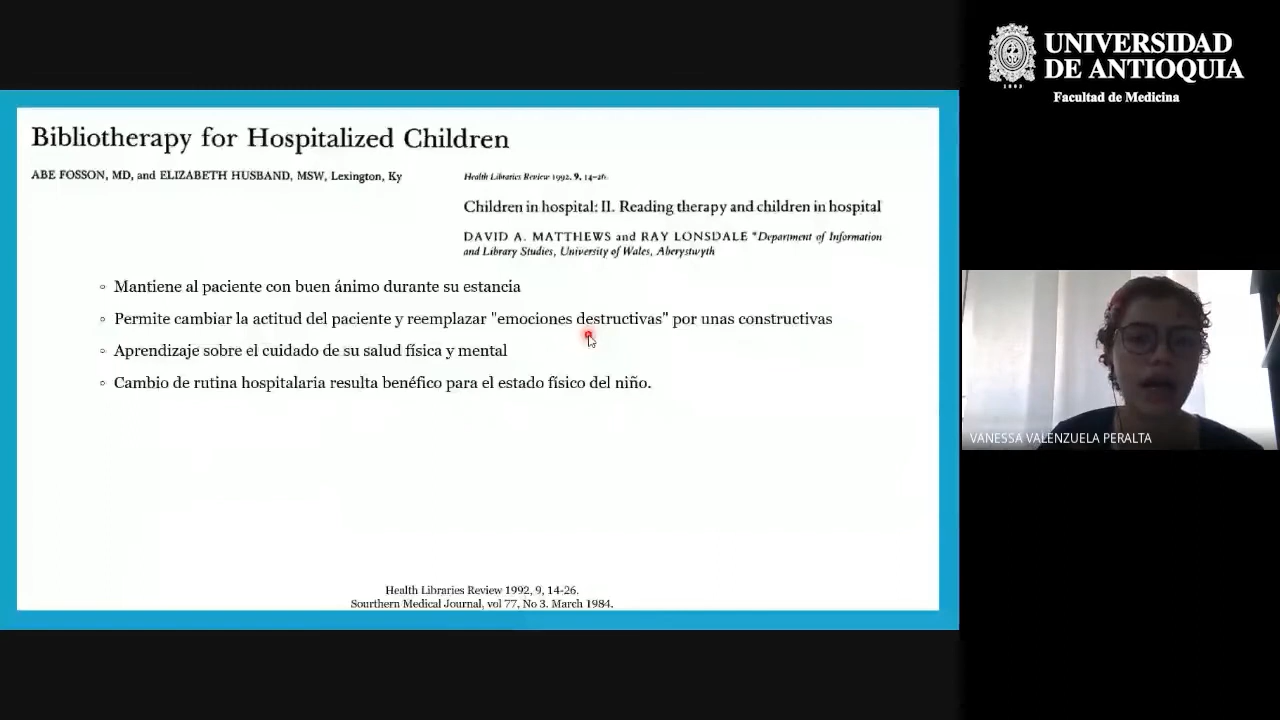 UNIVERSIDAD
DE ANTIOQUIA
1803
Facultad de Medicina
Bibliotherapy for Hospitalized Children
ABE FOSSON, MD, and ELIZABETH HUSBAND, MSW, Lexington, Ky
Health Libraries Review 1992, 9, 14-26.
Children in hospital: II. Reading therapy and children in hospital
DAVID A. MATTHEWS and RAY LONSDALE *Department of Information
and Library Studies, University of Wales, Aberystwyth
Mantiene al paciente con buen ánimo durante su estancia
Permite cambiar la actitud del paciente y reemplazar "emociones destructivas" por unas constructivas
Aprendizaje sobre el cuidado de su salud física y mental
Cambio de rutina hospitalaria resulta benéfico para el estado físico del niño.
Health Libraries Review 1992, 9, 14-26.
Sourthern Medical Journal, vol 77, No 3. March 1984.
VANESSA VALENZUELA PERALTA